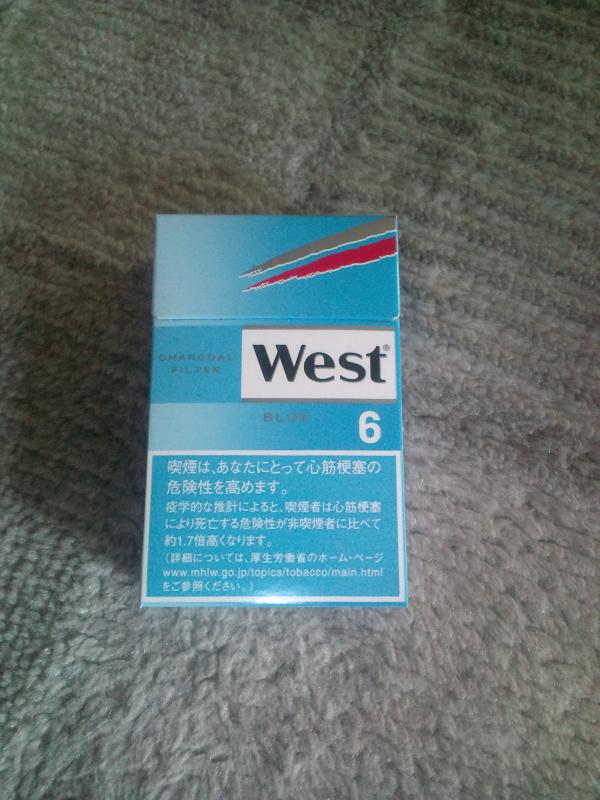 CHARCOAL
FILTER
West®
BLUE
6
喫煙は、あなたにとって心筋梗塞の
危険性を高めます。
疫学的な推計によると、喫煙者は心筋梗塞
により死亡する危険性が非喫煙者に比べて
約1.7倍高くなります。
(詳細については、厚生労働省のホーム・ページ
www.mhlw.go.jp/topics/tobacco/main.html
をご参照ください。)